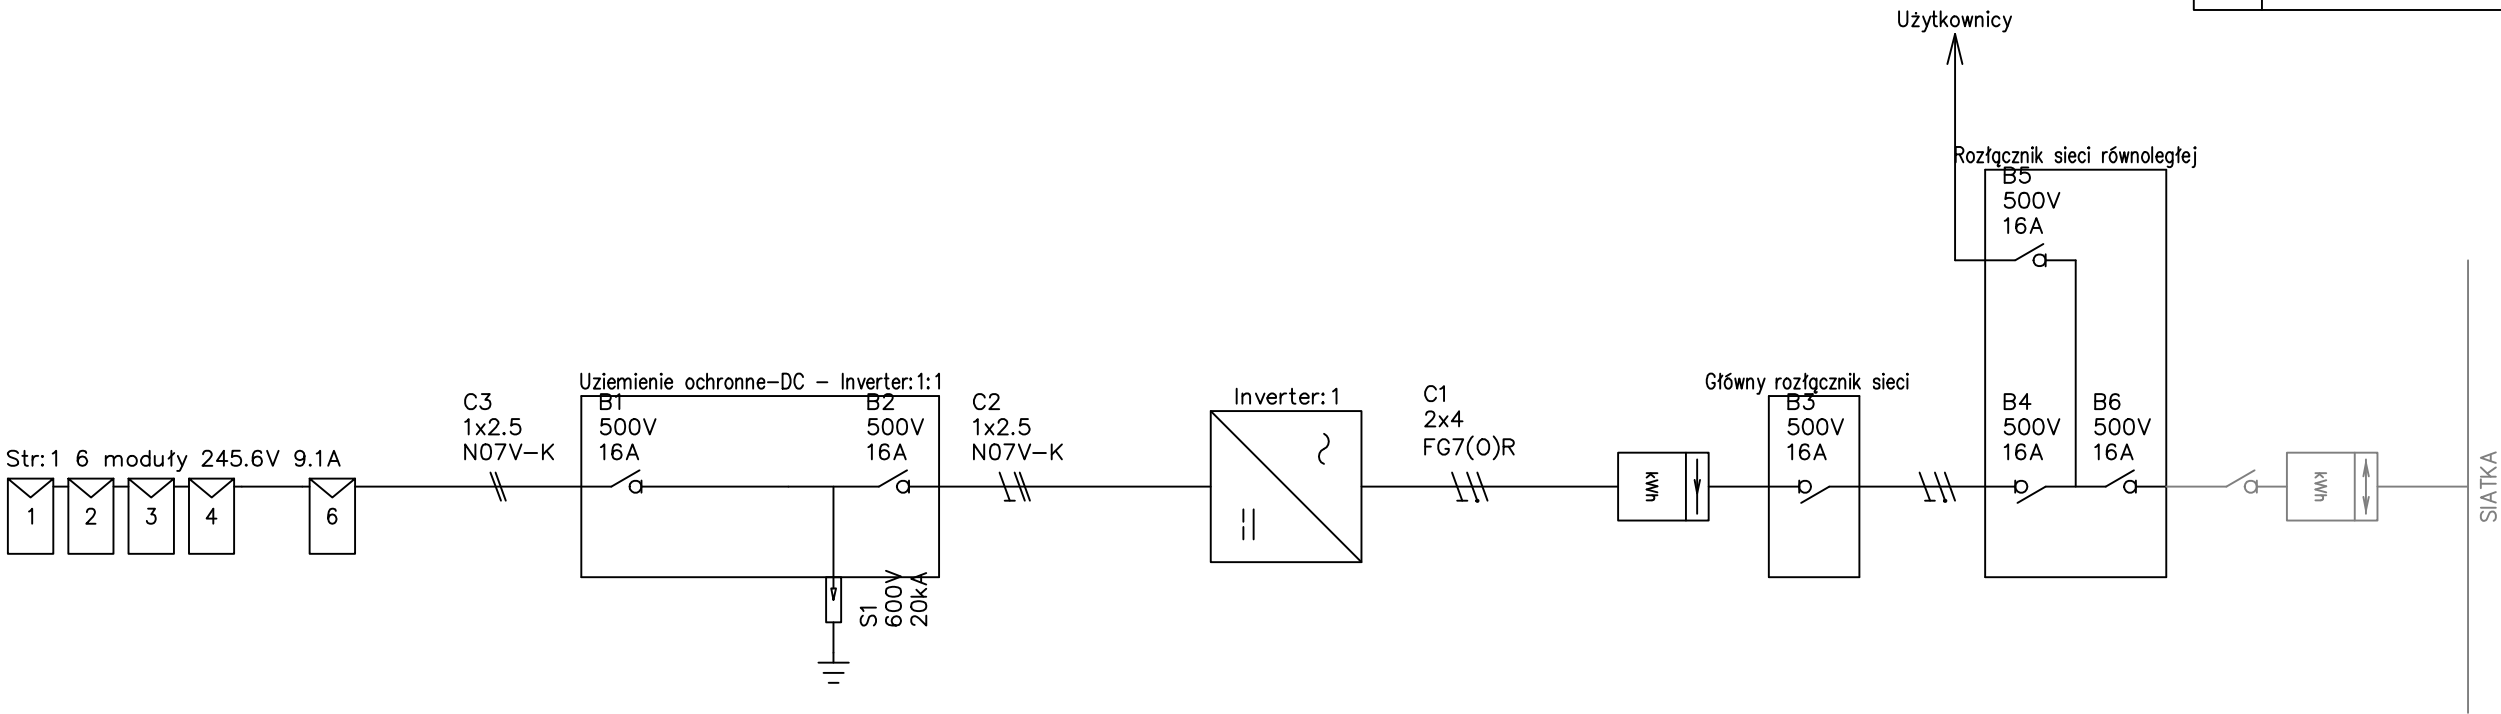 Użytkownicy
Rozłącznik sieci równoległej
B5
500V
16A
Str:1 6 moduły 245.6V 9.1A
1
2
3
4
6
C3
1x2.5
N07V-K
Uziemienie ochronne-DC - Inverter:1:1
B1
500V
16A
B2
500V
16A
S1
600V
20kA
C2
1x2.5
N07V-K
Inverter: 1
C1
2x4
FG7(O)R
kWh
Główny rozłącznik sieci
B3
500V
16A
B4
500V
16A
B6
500V
16A
kWh
SIATKA